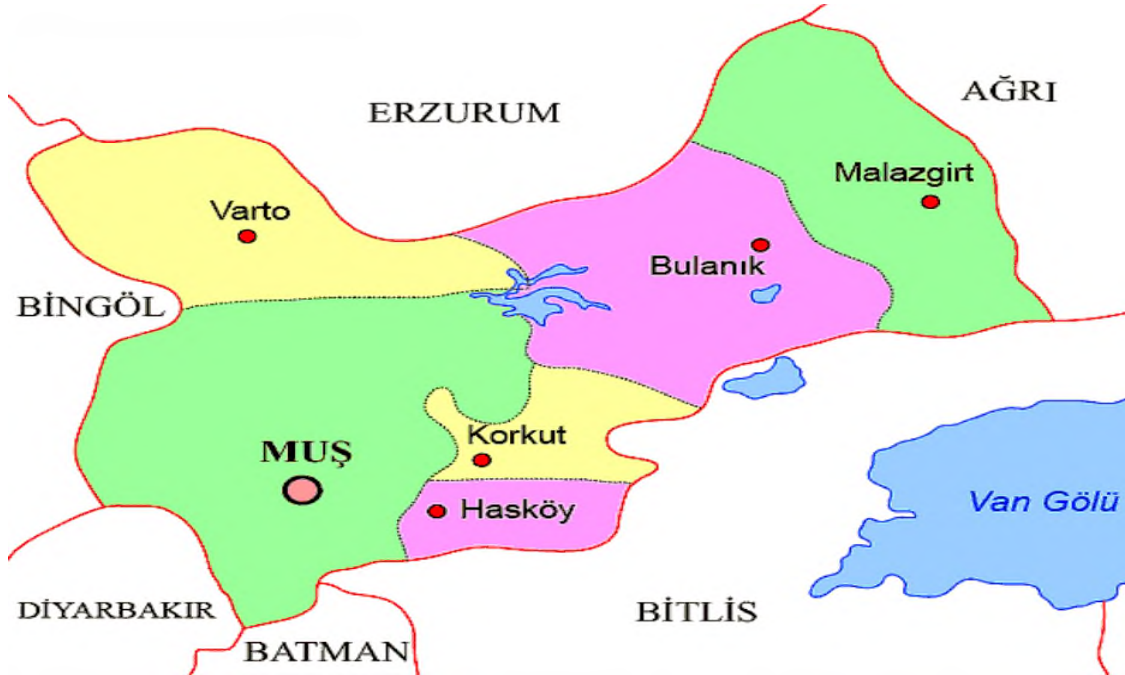 AĞRI
ERZURUM
Malazgirt
Varto
Bulanık
BİNGÖL
Korkut
MUŞ
Van Gölü
Hasköy
DİYARBAKIR
BİTLİS
BATMAN